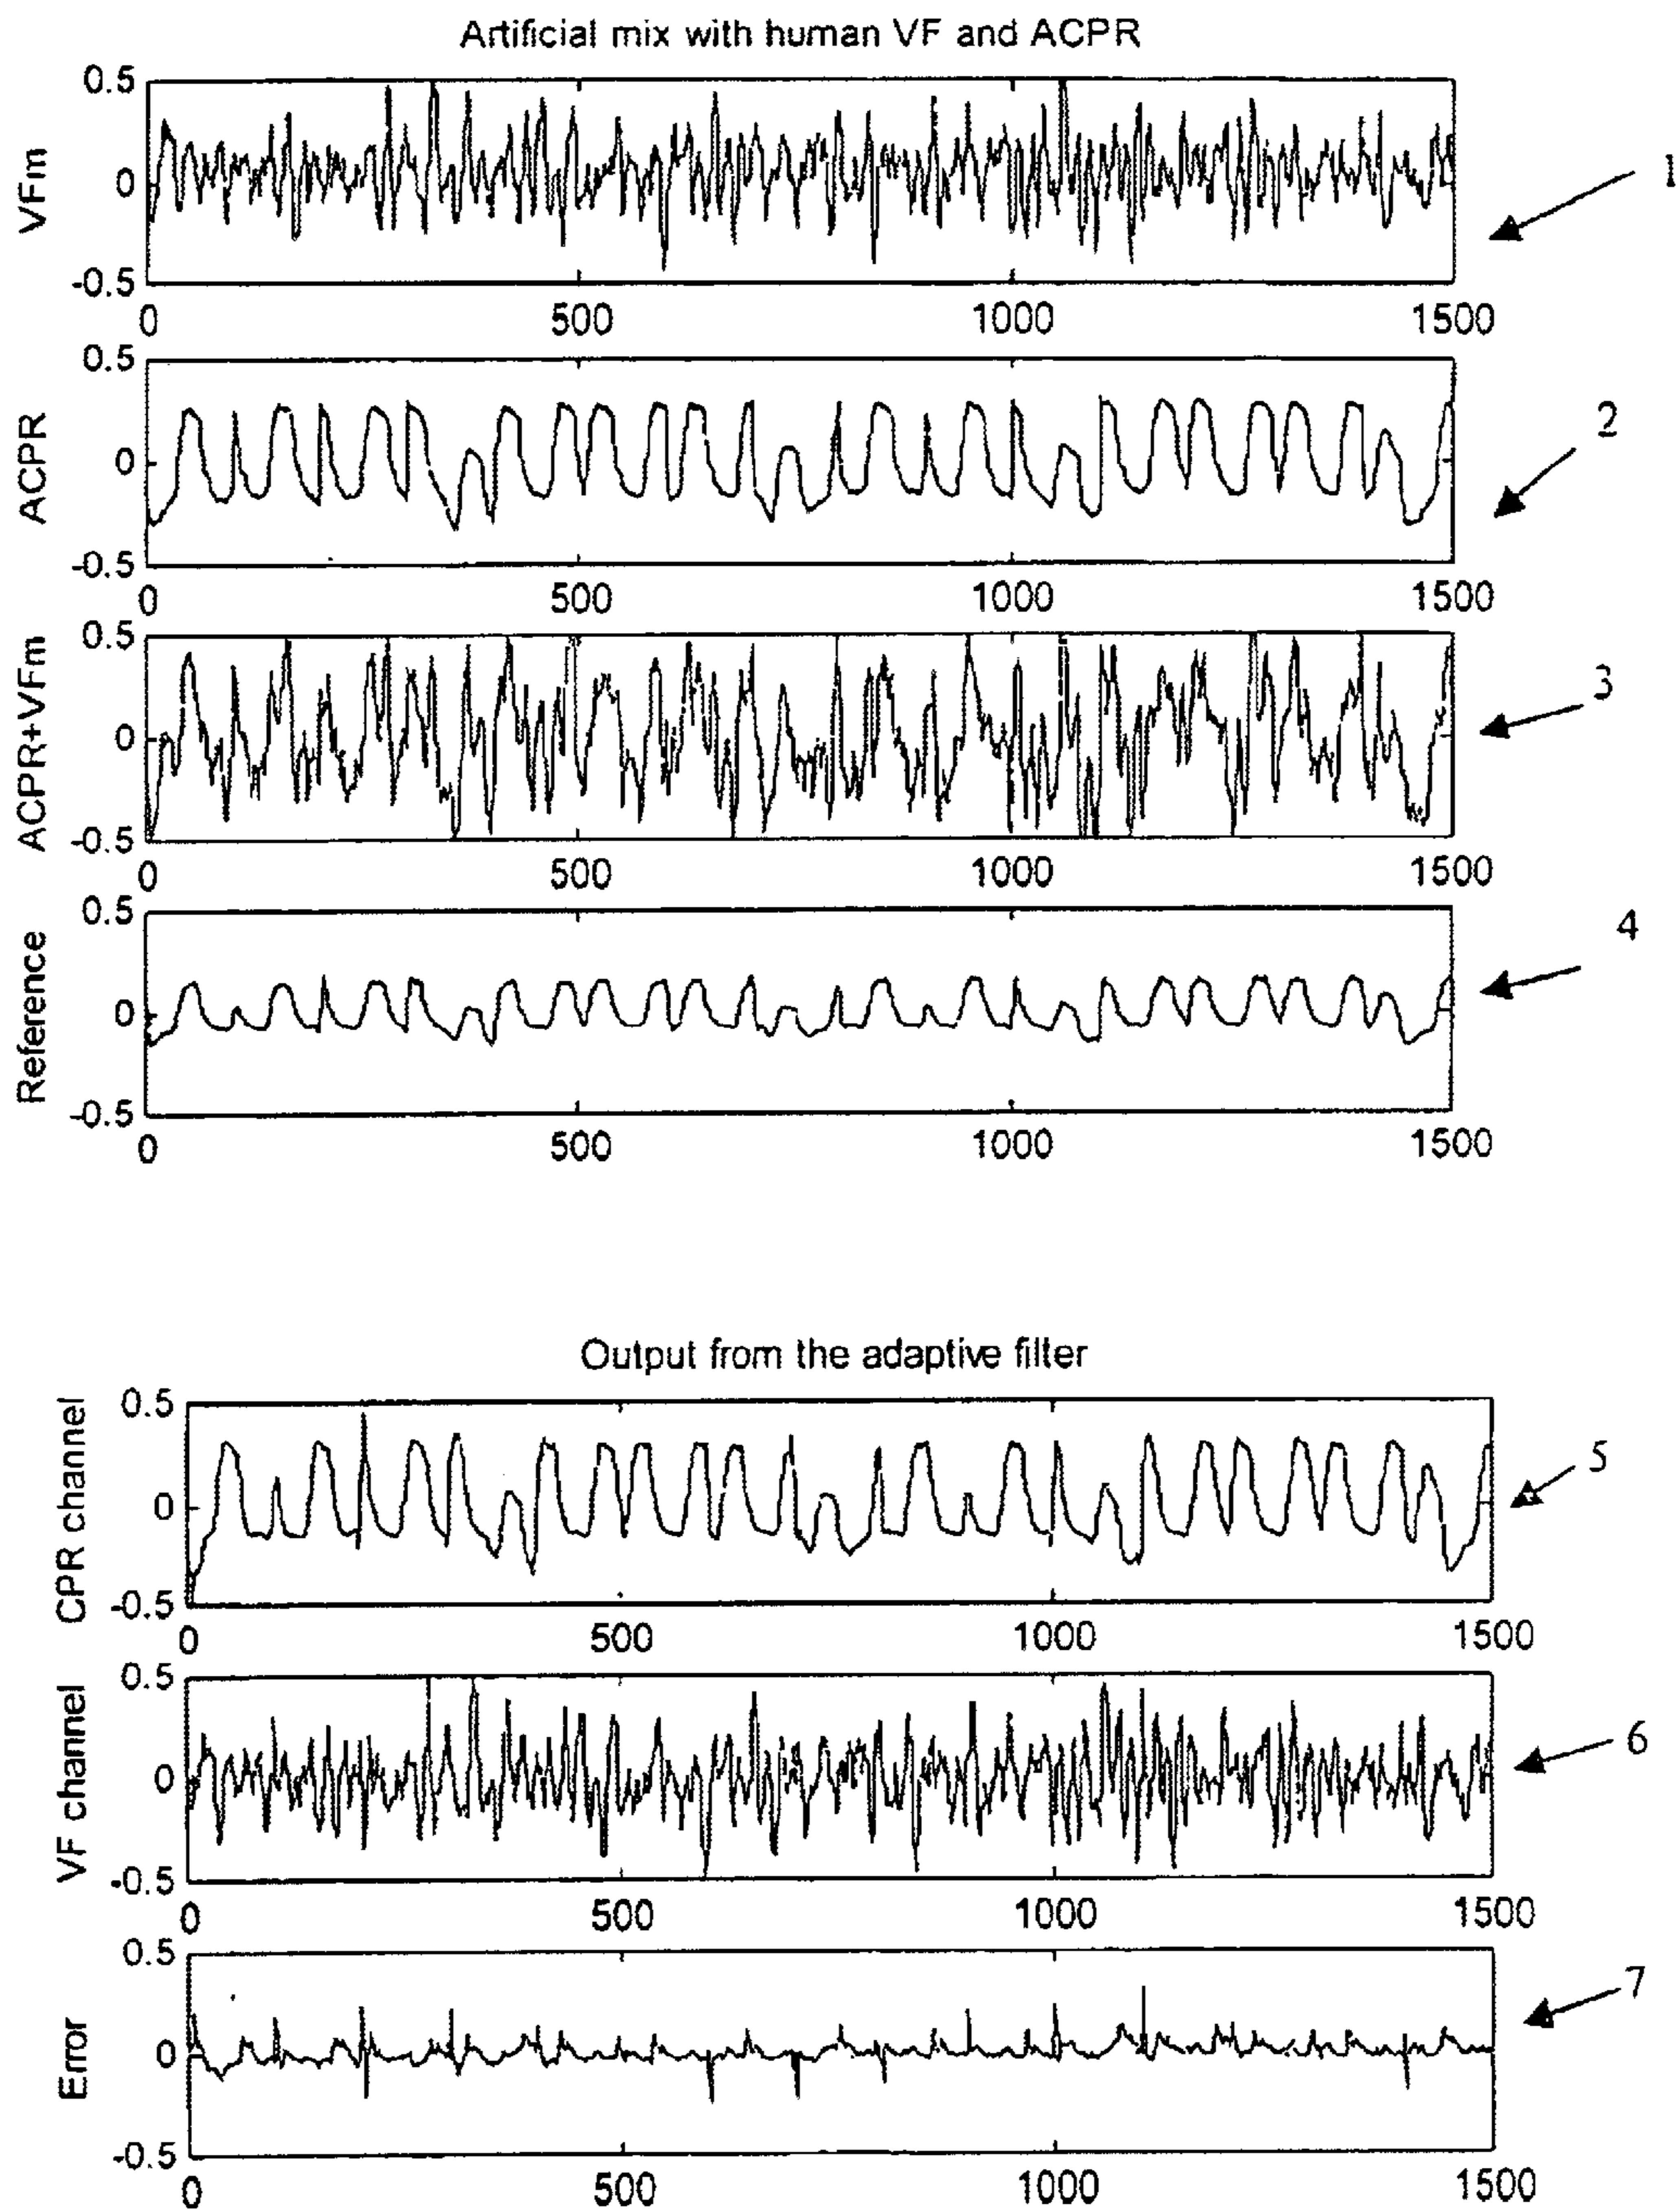 Artificial mix with human VF and ACPR
VFm
0.5
0
-0.5
0 500 1000 1500
1
ACPR
0.5
0
-0.5
0 500 1000 1500
2
ACPR+VFm
0.5
0
-0.5
0 500 1000 1500
3
Reference
0.5
0
-0.5
0 500 1000 1500
4
Output from the adaptive filter
CPR channel
0.5
0
-0.5
0 500 1000 1500
5
VF channel
0.5
0
-0.5
0 500 1000 1500
6
Error
0.5
0
-0.5
0 500 1000 1500
7